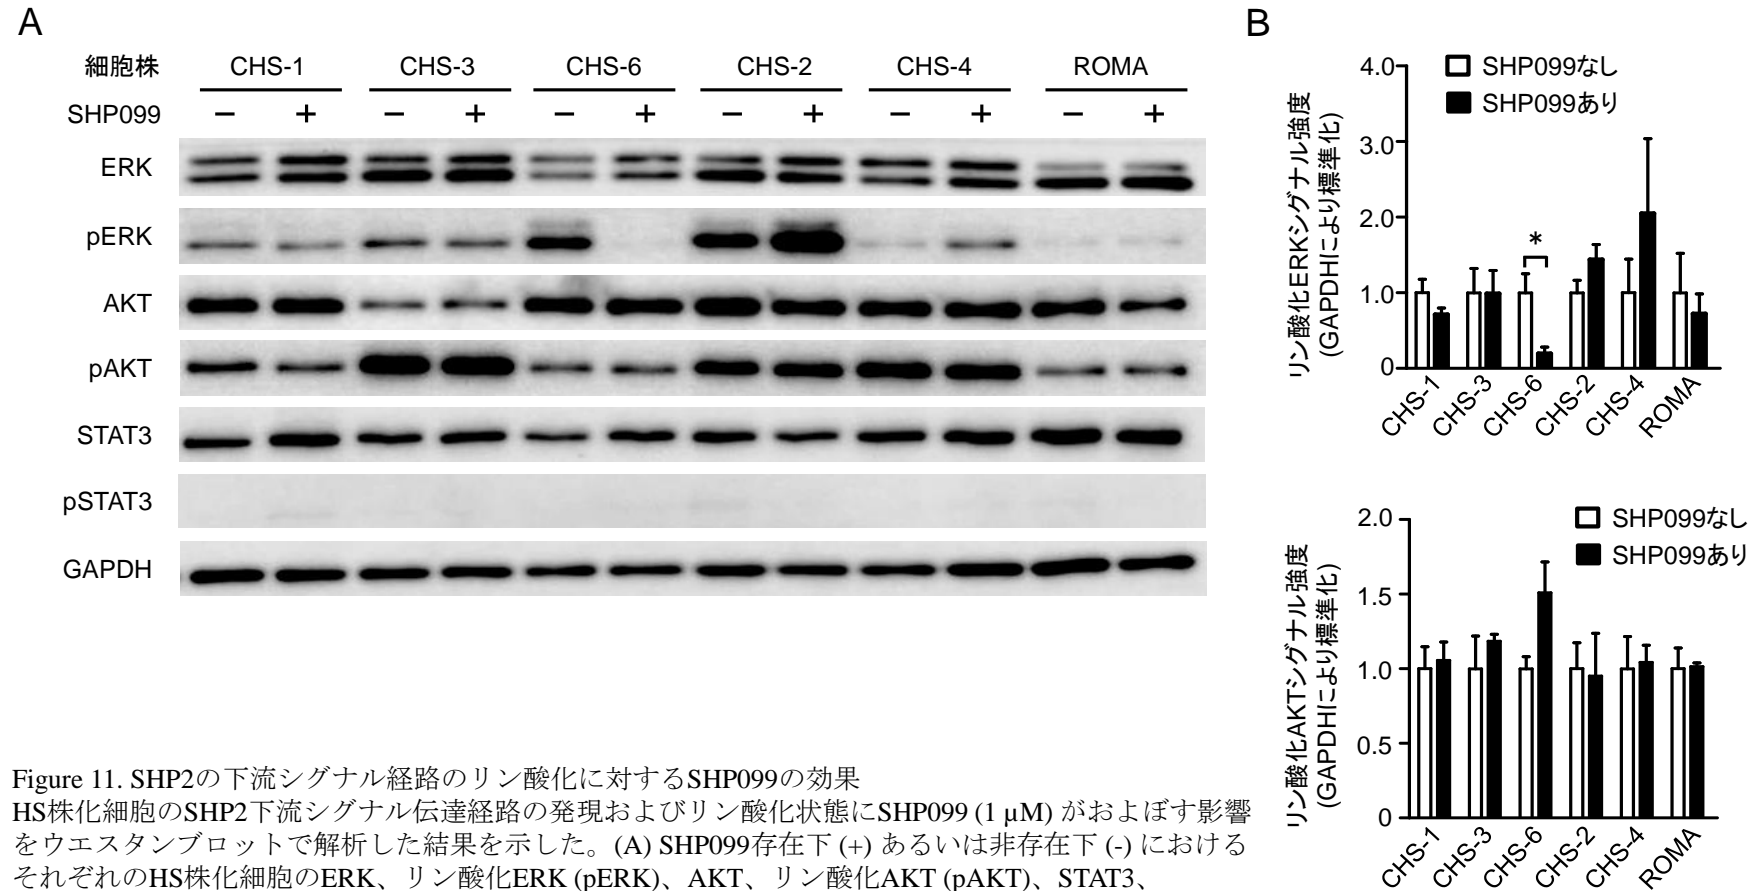 A
細胞株 CHS-1 CHS-3 CHS-6 CHS-2 CHS-4 ROMA
SHP099 − + − + − + − + − + − +
ERK
pERK
AKT
pAKT
STAT3
pSTAT3
GAPDH
B
リン酸化ERKシグナル強度
(GAPDHにより標準化)
4.0
3.0
2.0
1.0
0
SHP099なし
SHP099あり
*
CHS-1 CHS-3 CHS-6 CHS-2 CHS-4 ROMA
リン酸化AKTシグナル強度
(GAPDHにより標準化)
2.0
1.5
1.0
0.5
0
SHP099なし
SHP099あり
CHS-1 CHS-3 CHS-6 CHS-2 CHS-4 ROMA
Figure 11. SHP2の下流シグナル経路のリン酸化に対するSHP099の効果
HS株化細胞のSHP2下流シグナル伝達経路の発現およびリン酸化状態にSHP099 (1 μM) がおよぼす影響
をウエスタンブロットで解析した結果を示した。(A) SHP099存在下 (+) あるいは非存在下 (-) における
それぞれのHS株化細胞のERK、リン酸化ERK (pERK)、AKT、リン酸化AKT (pAKT)、STAT3、